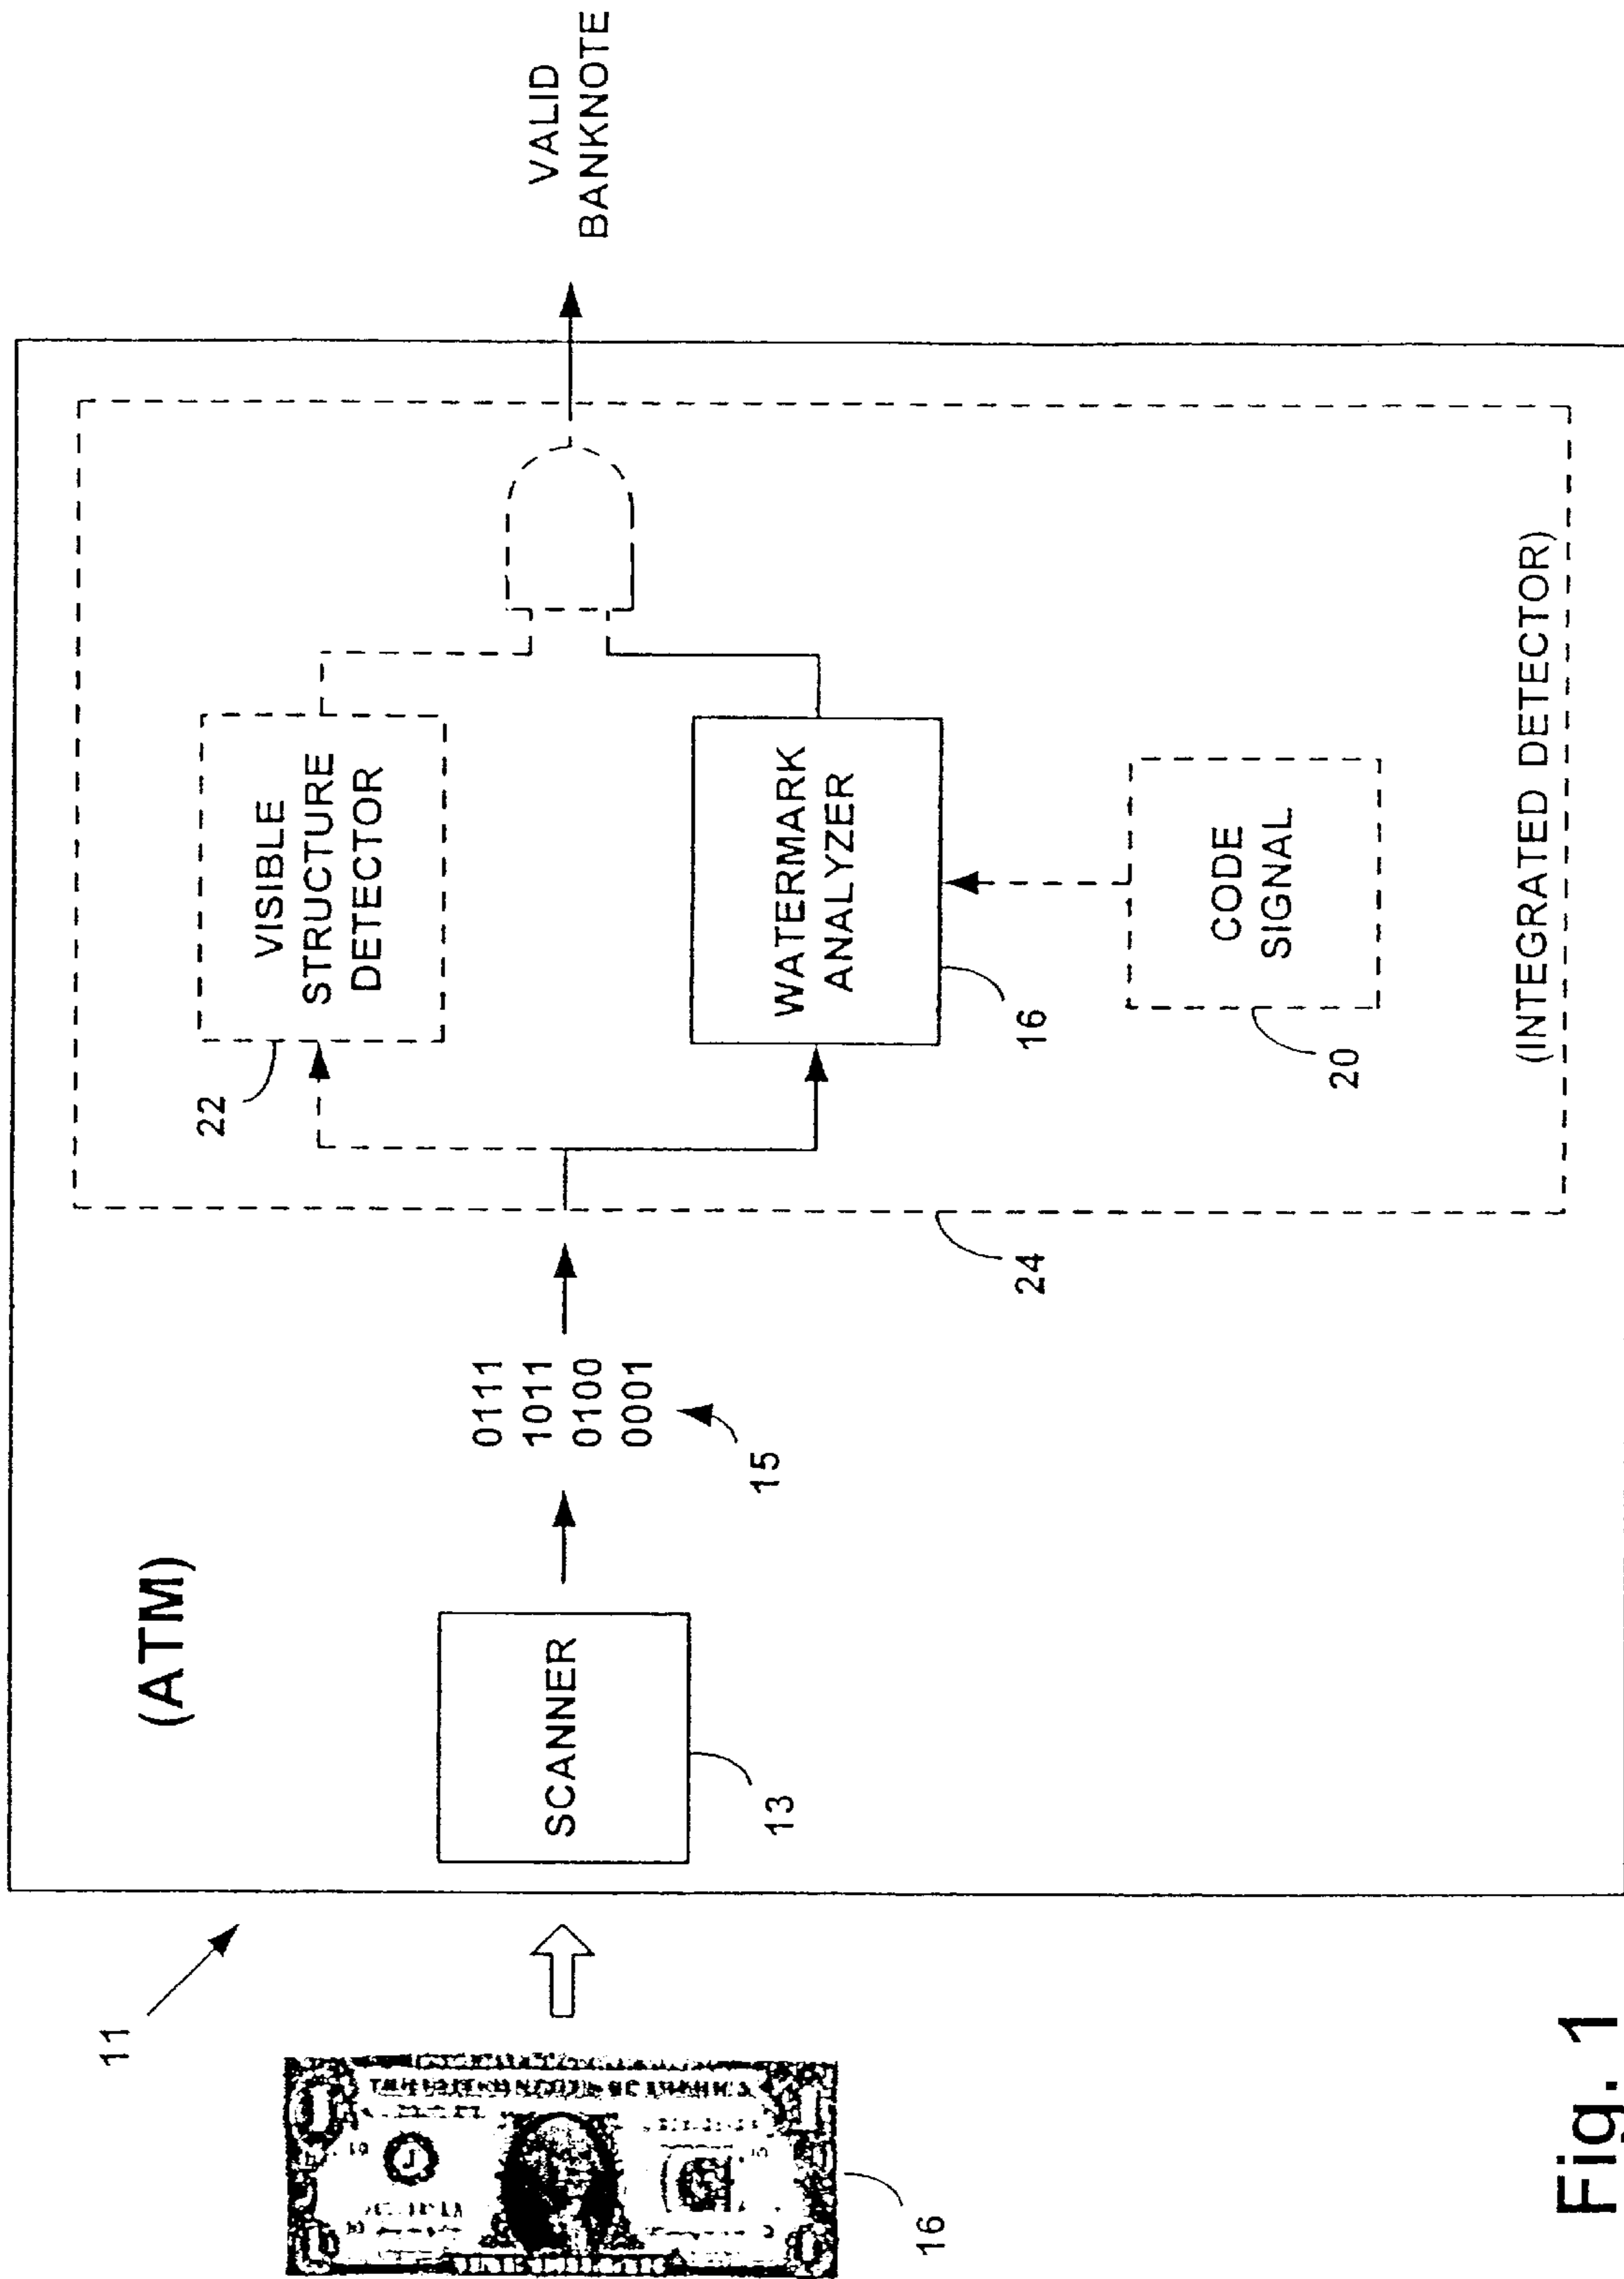 (ATM)
11
16
SCANNER
13
0111
1011
0100
0001
15
24
22
VISIBLE
STRUCTURE
DETECTOR
WATERMARK
ANALYZER
16
CODE
SIGNAL
20
(INTEGRATED DETECTOR)
VALID
BANKNOTE
Fig. 1